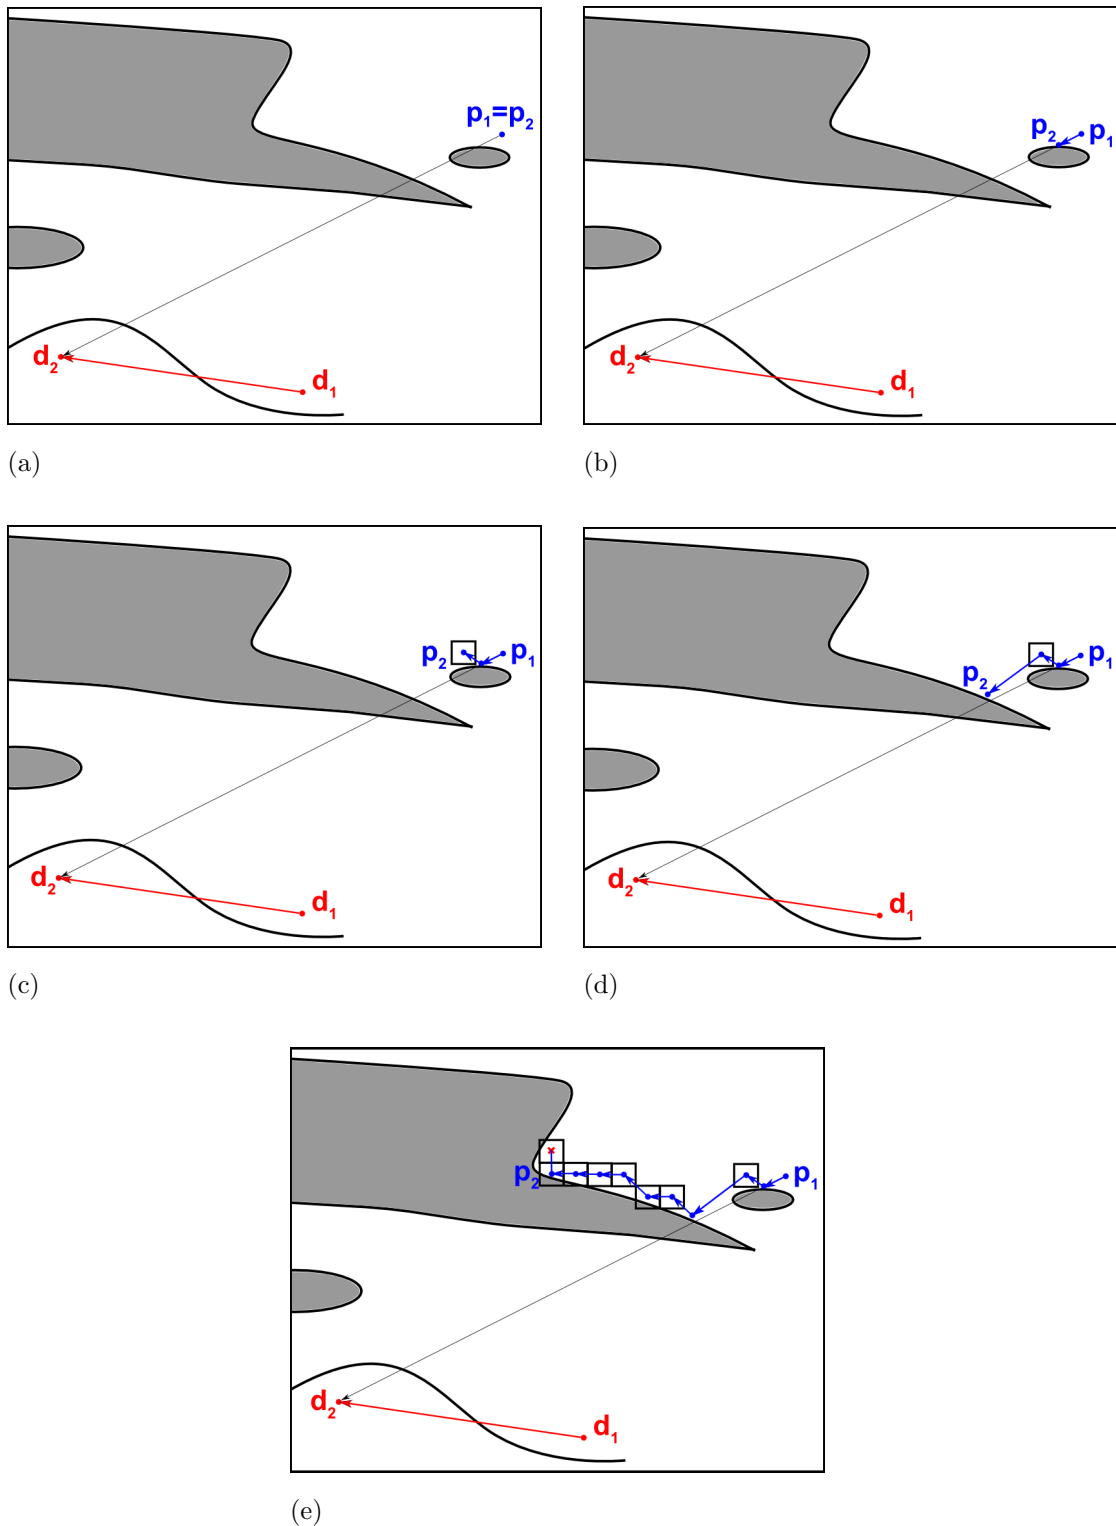 p₁=p₂
d₂
d₁
(a)
p₂
p₁
d₂
d₁
(b)
p₂
p₁
d₂
d₁
(c)
p₂
p₁
d₂
d₁
(d)
p₂
p₁
d₂
d₁
(e)